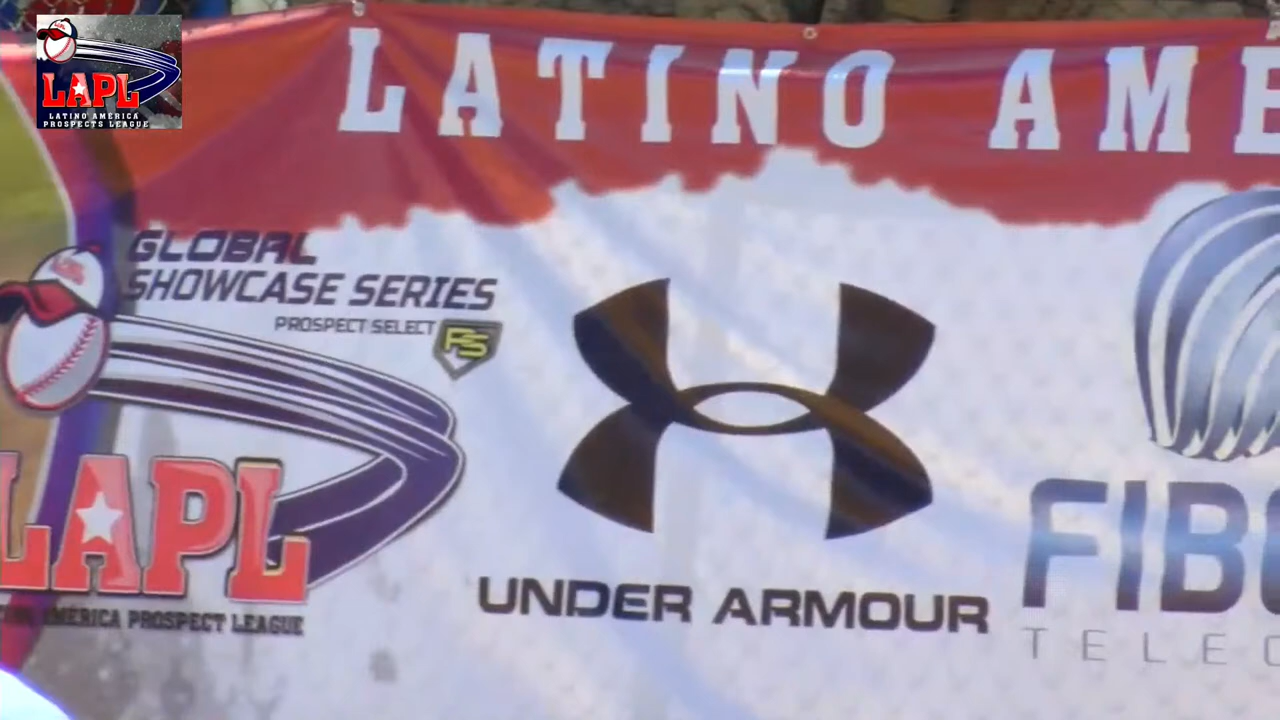 LAPL
LATINO AMERICA
PROSPECTS LEAGUE
LATINO AME
GLOBAL
SHOWCASE SERIES
PROSPECT SELECT PS
LAPL
AMERICA PROSPECT LEAGUE
UNDER ARMOUR
FIB
TELEC